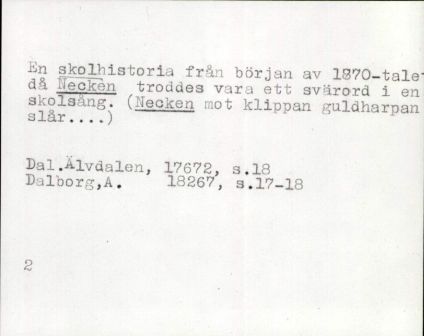 En skolhistoria från början av 1870-tale
då Necken troddes vara ett svärord i en
skolsång. (Necken mot klippan guldharpan
slår....)
Dal.Älvdalen, 17672, s.18
Dalborg,A. 18267, s.17-18
2